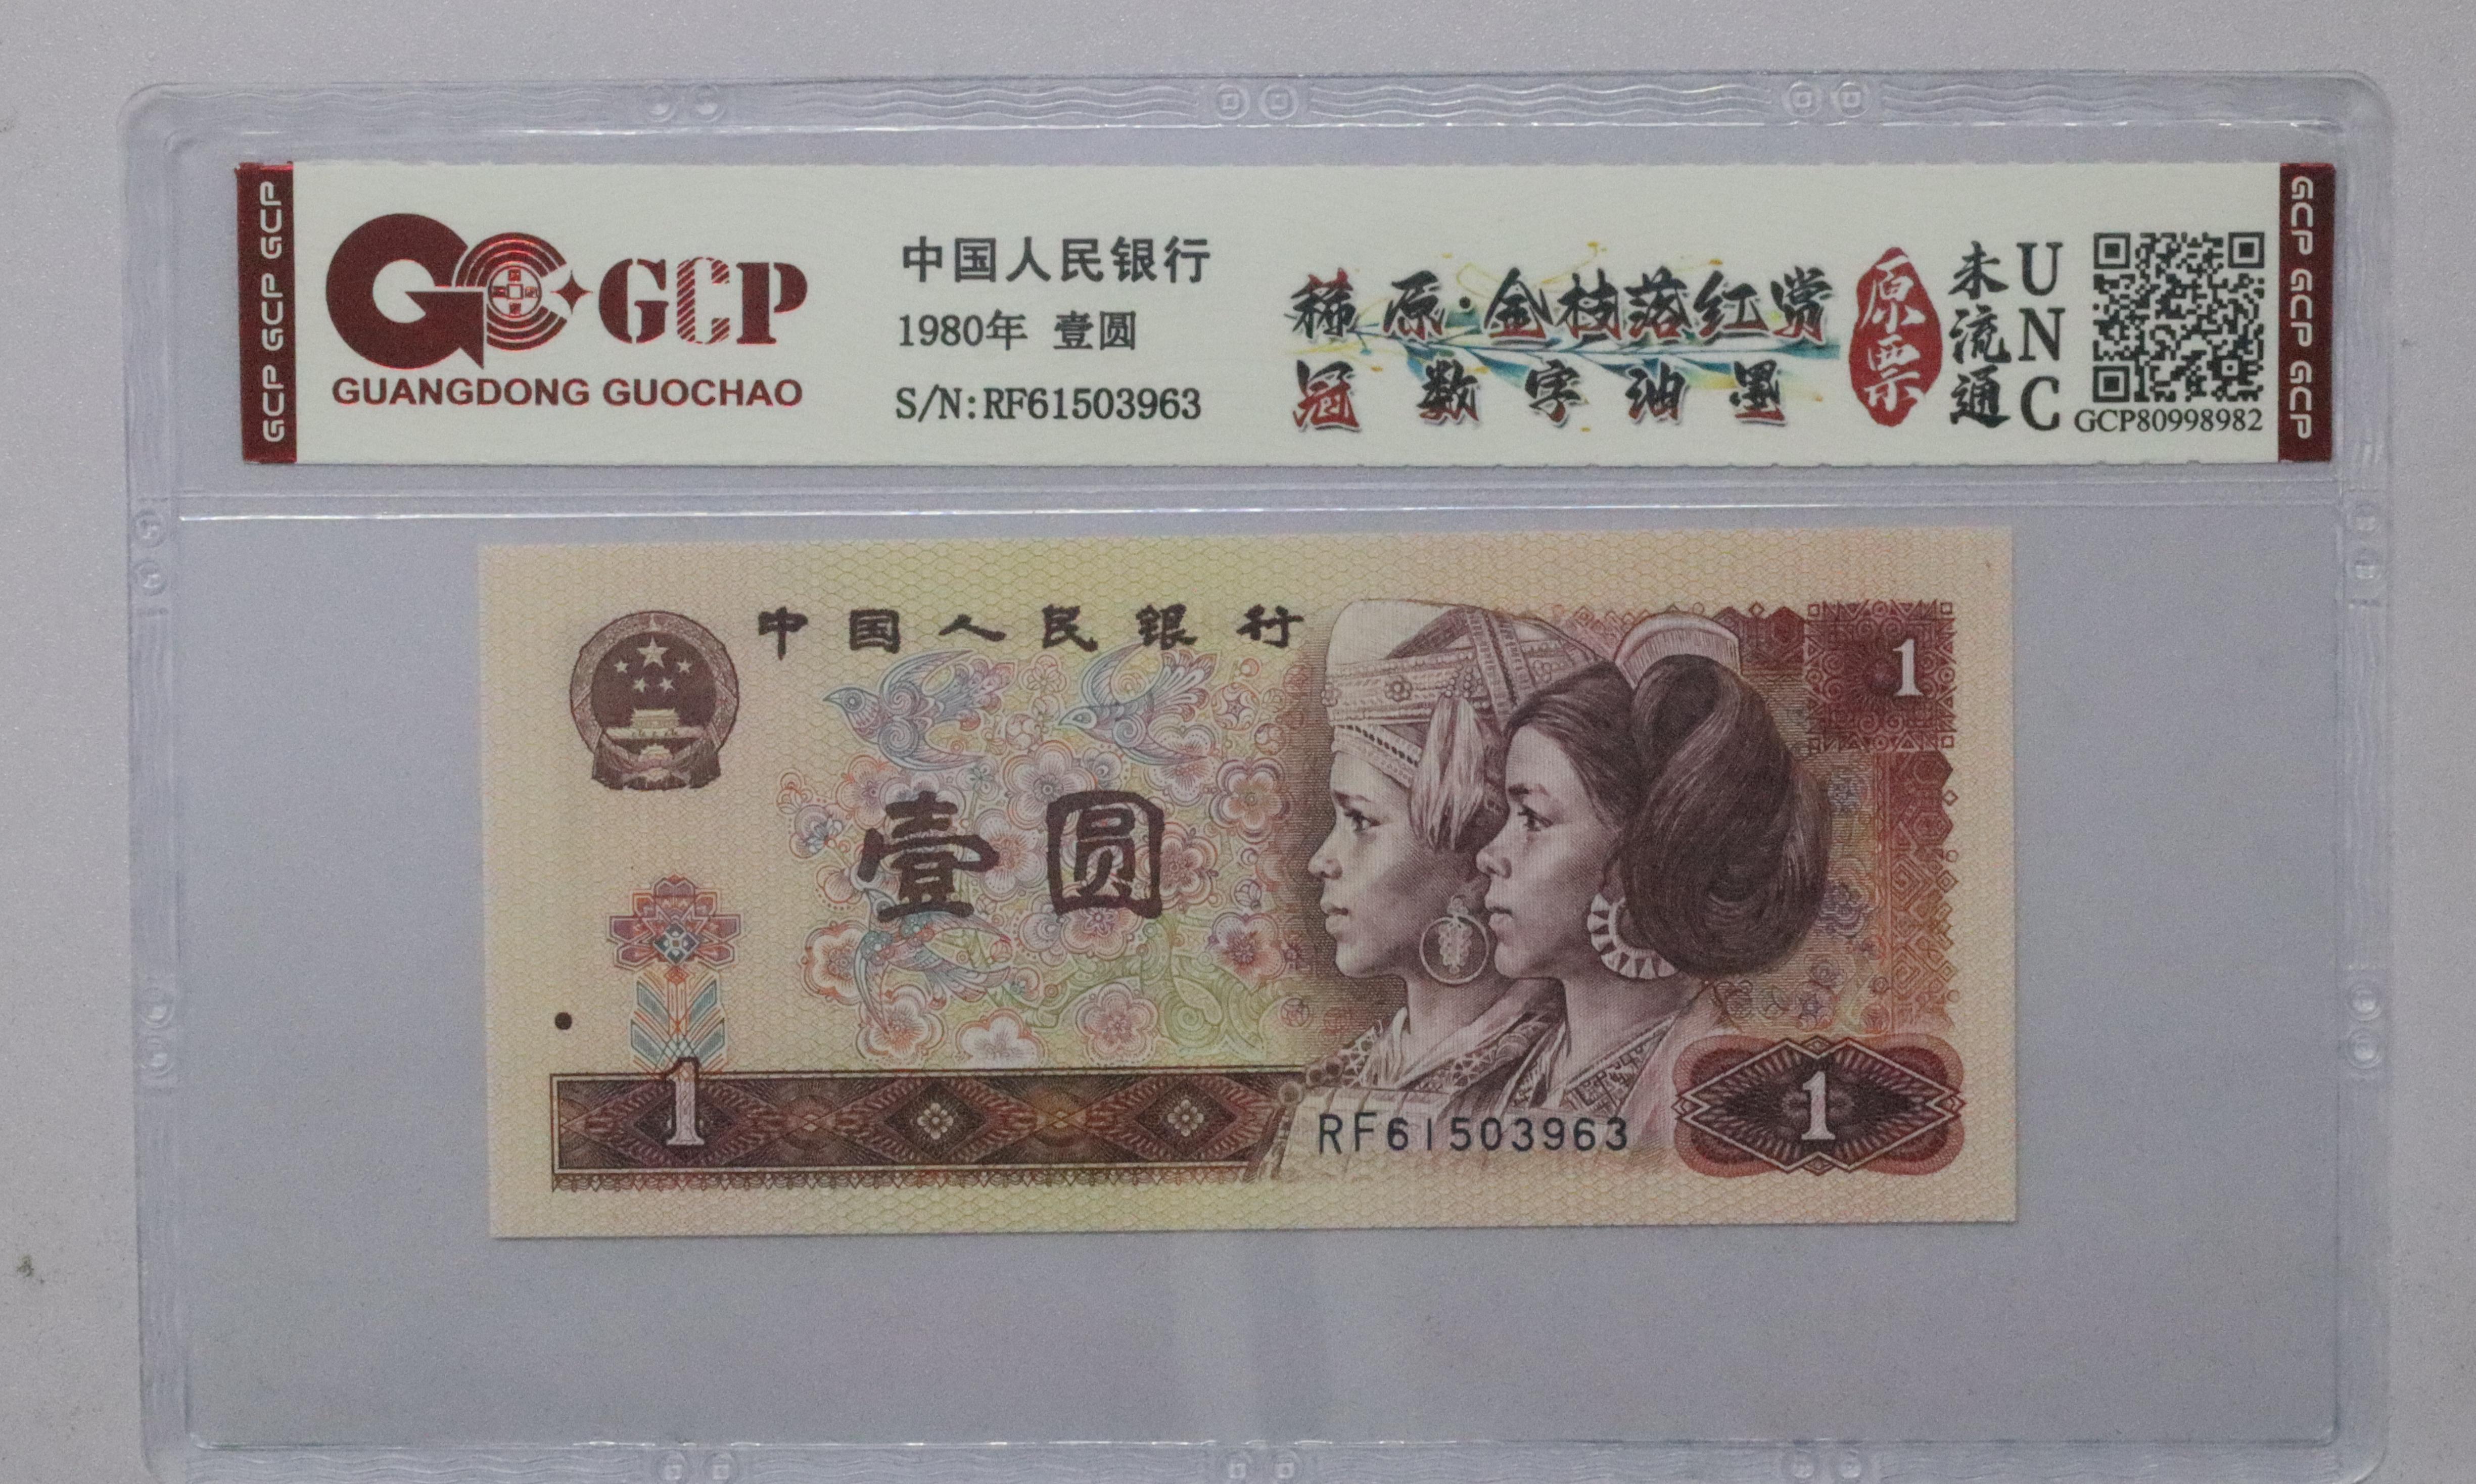 GCP GCP GCP
GCP
GUANGDONG GUOCHAO
中国人民银行
1980年 壹圆
S/N:RF61503963
稀原·金枝落红赏
冠数字油墨
原票
未流通
UNC
GCP80998982
GCP GCP GCP
中国人民银行
1
壹圆
1
RF61503963
1